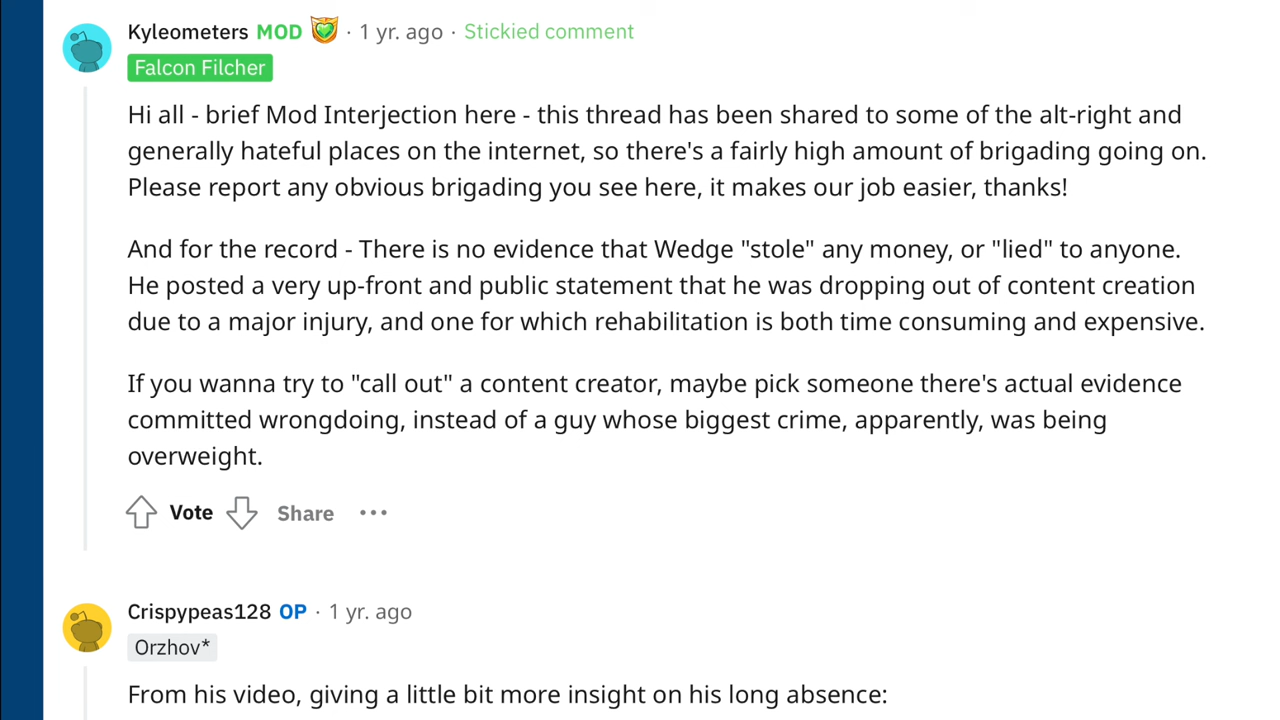 Kyleometers MOD · 1 yr. ago · Stickied comment
Falcon Filcher
Hi all - brief Mod Interjection here - this thread has been shared to some of the alt-right and
generally hateful places on the internet, so there's a fairly high amount of brigading going on.
Please report any obvious brigading you see here, it makes our job easier, thanks!
And for the record - There is no evidence that Wedge "stole" any money, or "lied" to anyone.
He posted a very up-front and public statement that he was dropping out of content creation
due to a major injury, and one for which rehabilitation is both time consuming and expensive.
If you wanna try to "call out" a content creator, maybe pick someone there's actual evidence
committed wrongdoing, instead of a guy whose biggest crime, apparently, was being
overweight.
Vote Share ···
Crispypeas128 OP · 1 yr. ago
Orzhov*
From his video, giving a little bit more insight on his long absence: